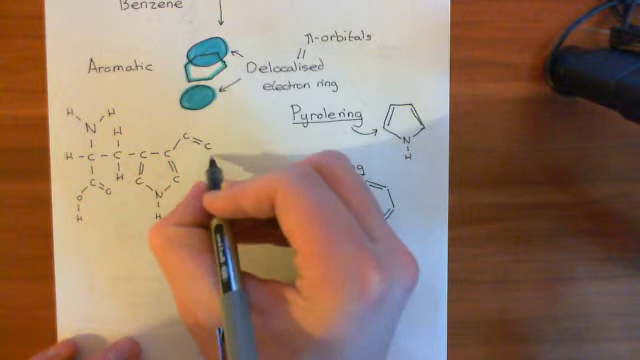 Benzene
π-orbitals
Aromatic
Delocalised
electron ring
Pyrolering
N
H
H
H
N
H
H - C - C - C - C
C = C
H
C = C
C
C
O
N
H
H